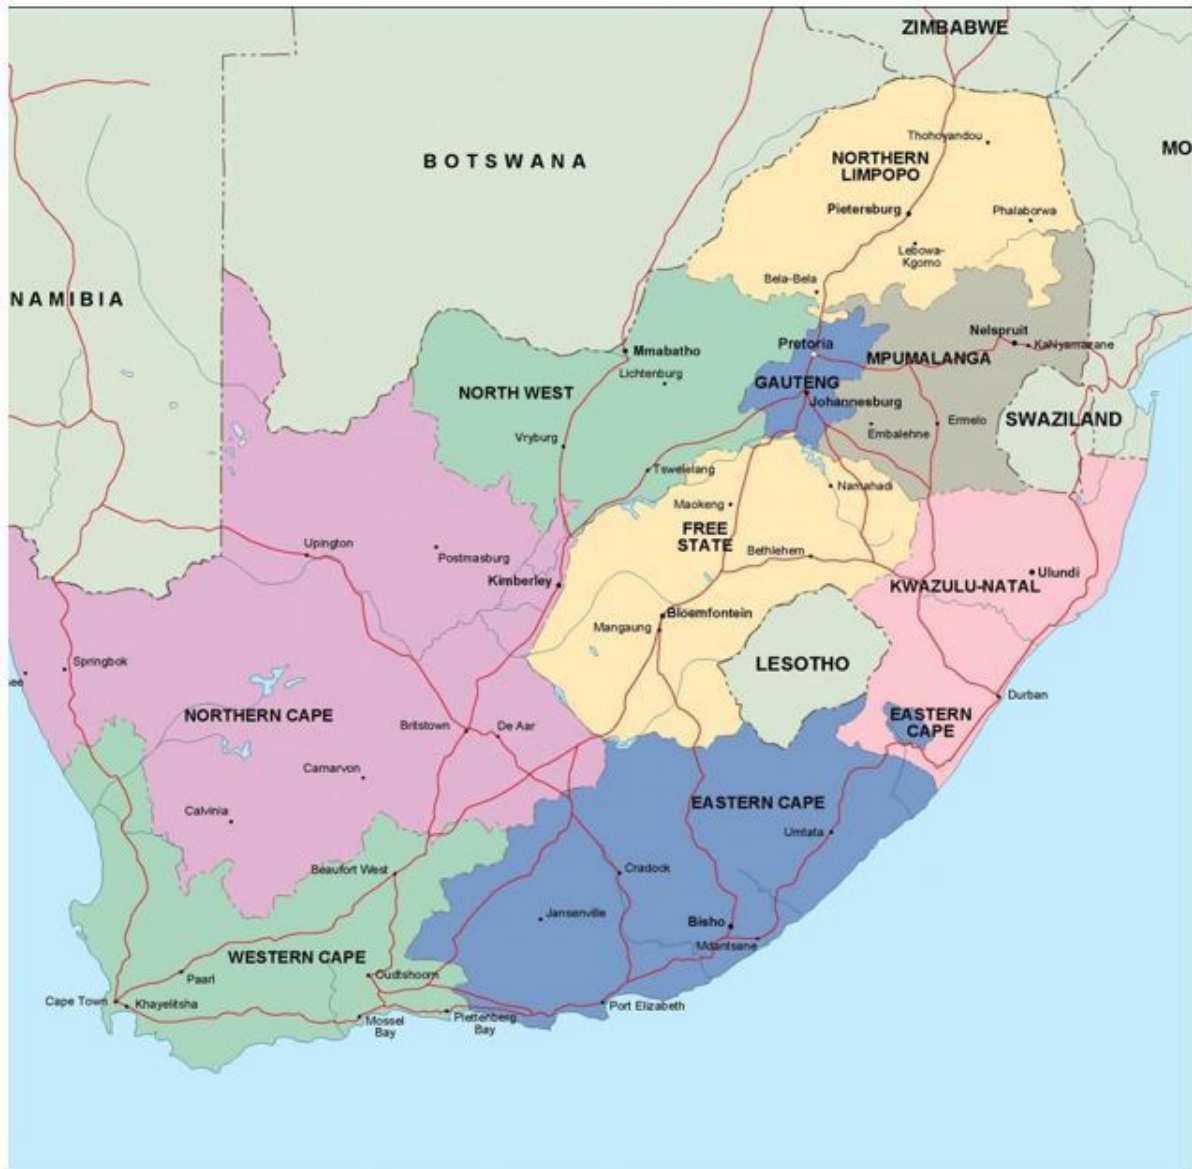 ZIMBABWE
Thohoyandou
BOTSWANA
NORTHERN
LIMPOPO
MO
Pietersburg
Phalaborwa
Lebowa-
Kgomo
Bela-Bela
NAMIBIA
Nelspruit
KaNyamazane
Pretoria
Mmabatho
MPUMALANGA
Lichtenburg
GAUTENG
NORTH WEST
Johannesburg
SWAZILAND
Ermelo
Embalehne
Vryburg
Tswelelang
Namahadi
Maokeng
FREE
STATE
Upington
Bethlehem
Postmasburg
Kimberley
Ulundi
KWAZULU-NATAL
Bloemfontein
Mangaung
Springbok
LESOTHO
ee
Durban
NORTHERN CAPE
EASTERN
CAPE
Britstown
De Aar
Carnarvon
EASTERN CAPE
Calvinia
Umtata
Beaufort West
Cradock
Jansenville
Bisho
Mdantsane
WESTERN CAPE
Paarl
Oudtshoorn
Cape Town
Khayelitsha
Port Elizabeth
Mossel
Bay
Plettenberg
Bay